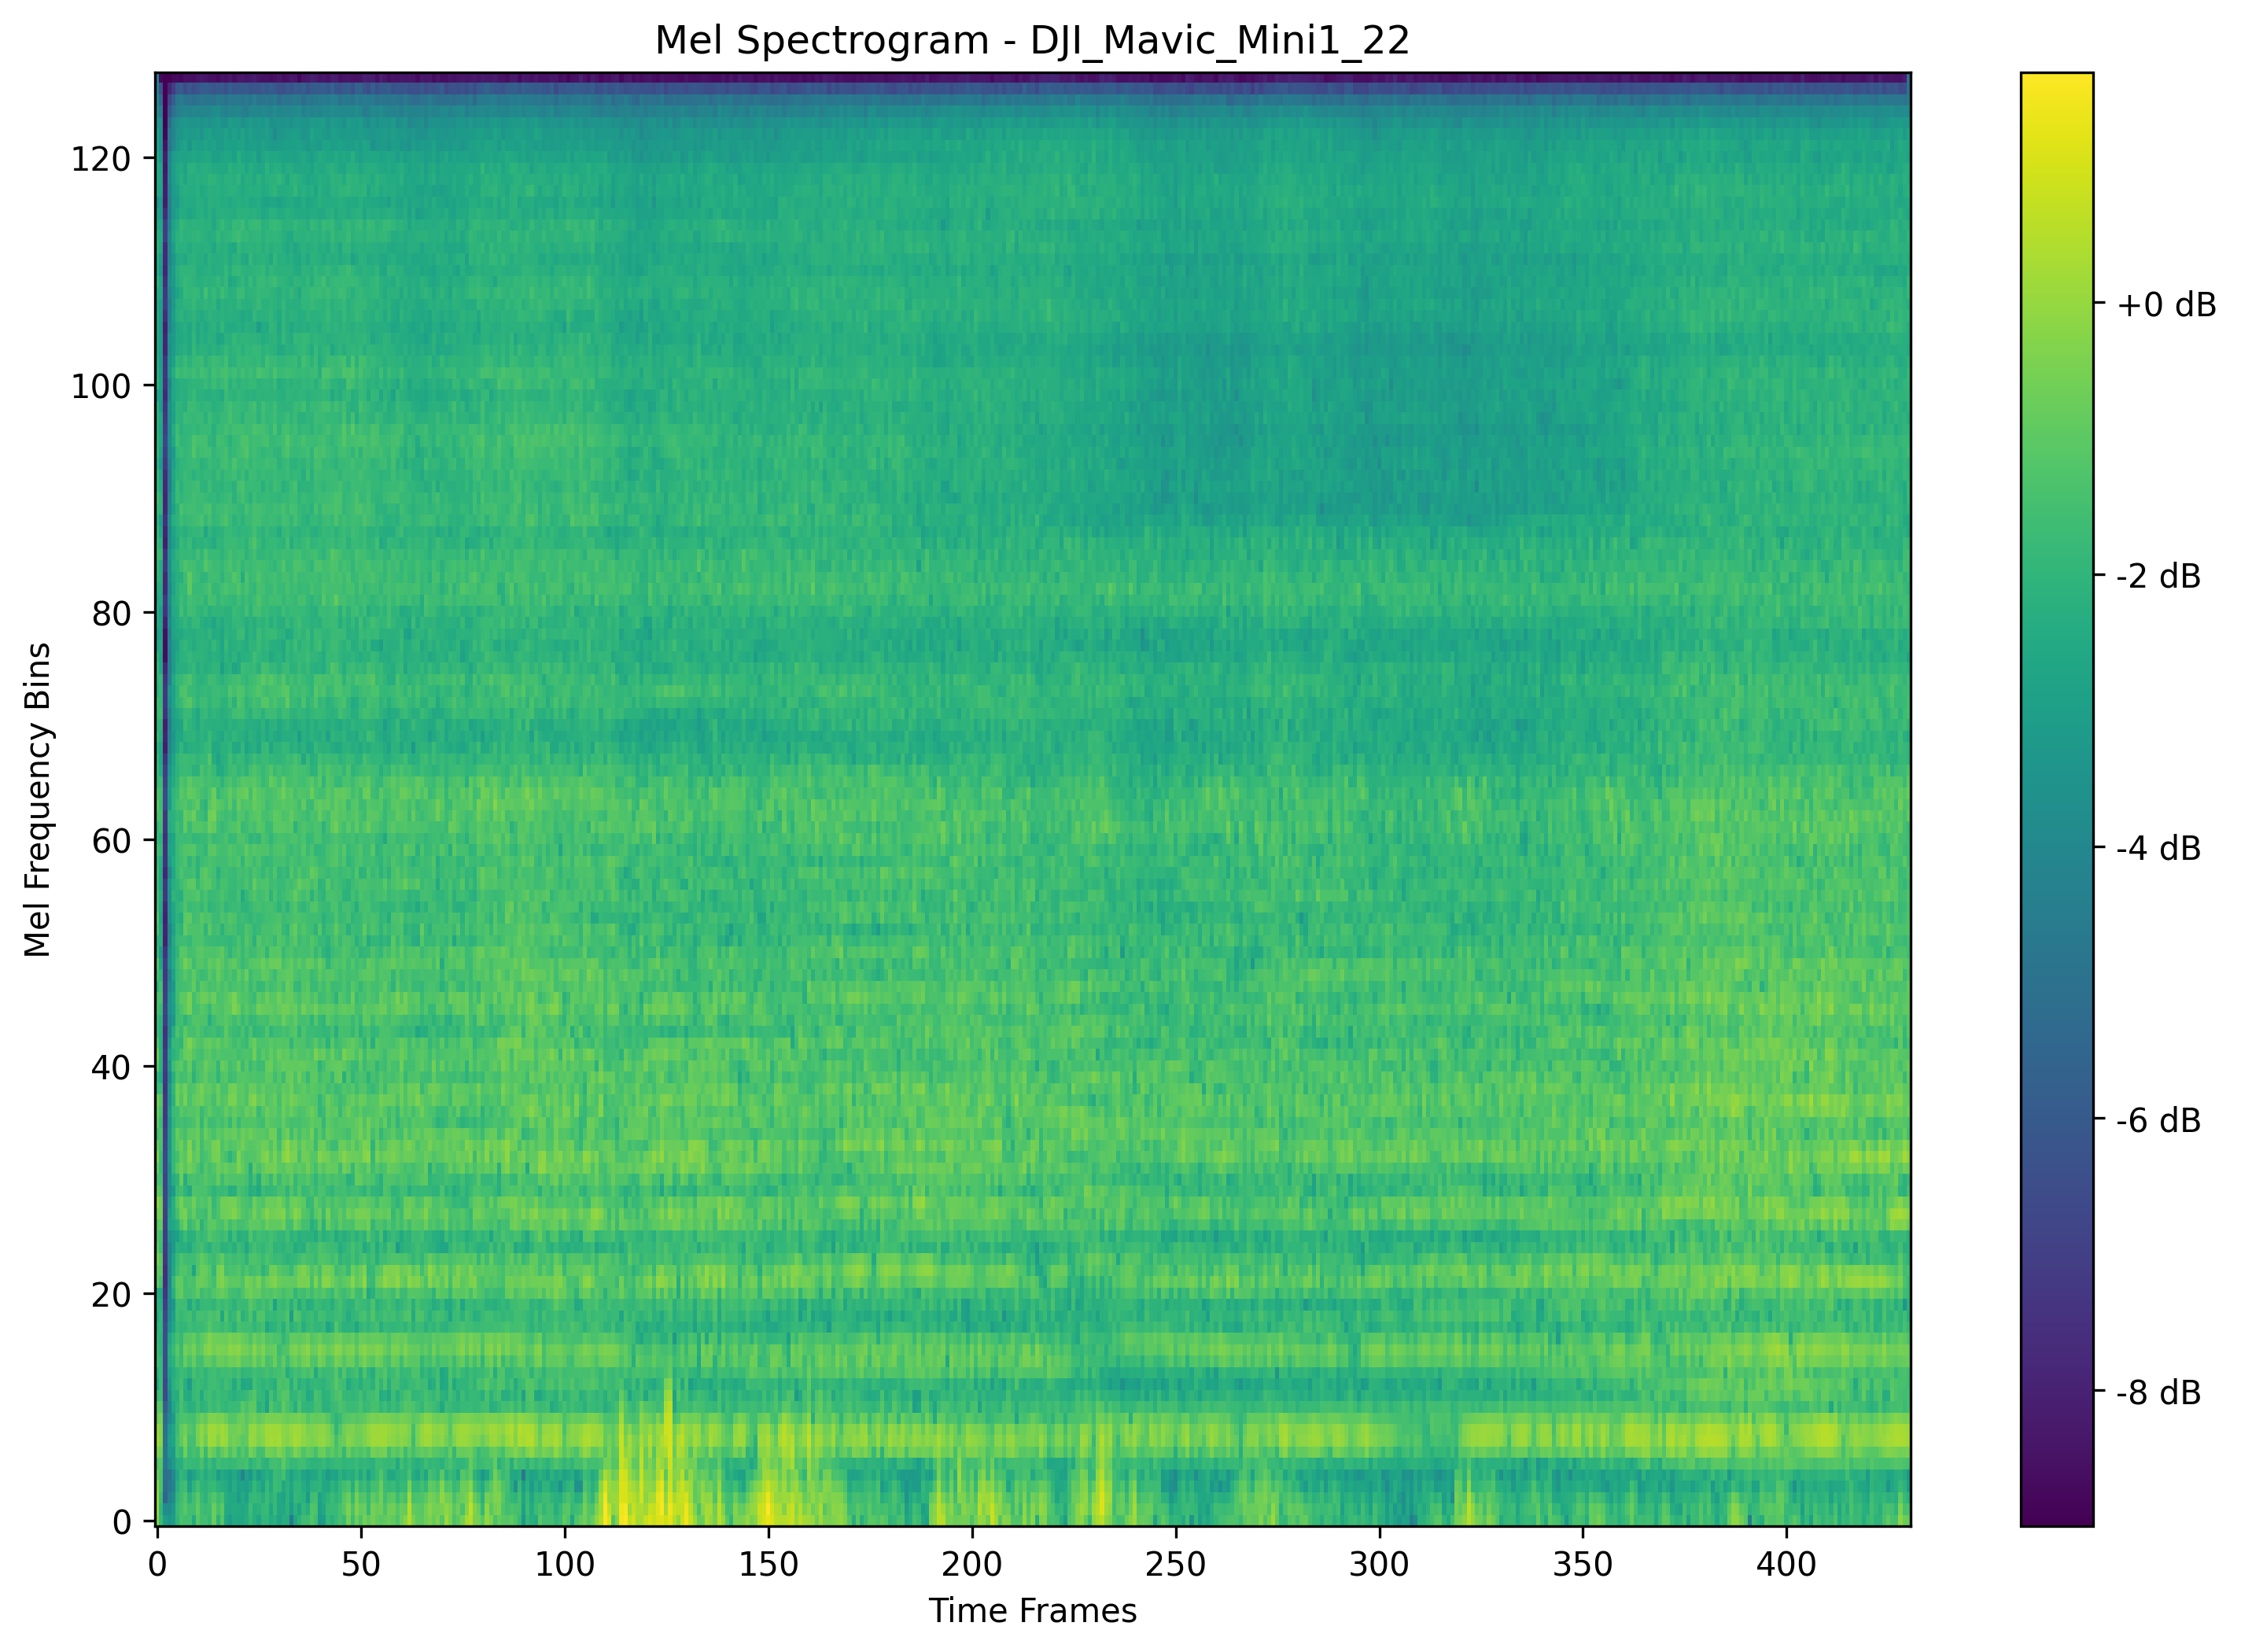 Mel Spectrogram - DJI_Mavic_Mini1_22
Mel Frequency Bins
120
100
80
60
40
20
0
0 50 100 150 200 250 300 350 400
Time Frames
+0 dB
-2 dB
-4 dB
-6 dB
-8 dB